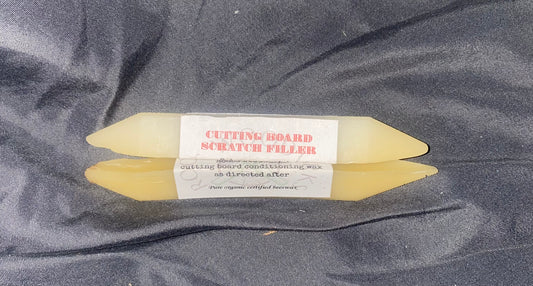 CUTTING BOARD
SCRATCH FILLER
cutting board conditioning wax
as directed after
Pure organic certified beeswax